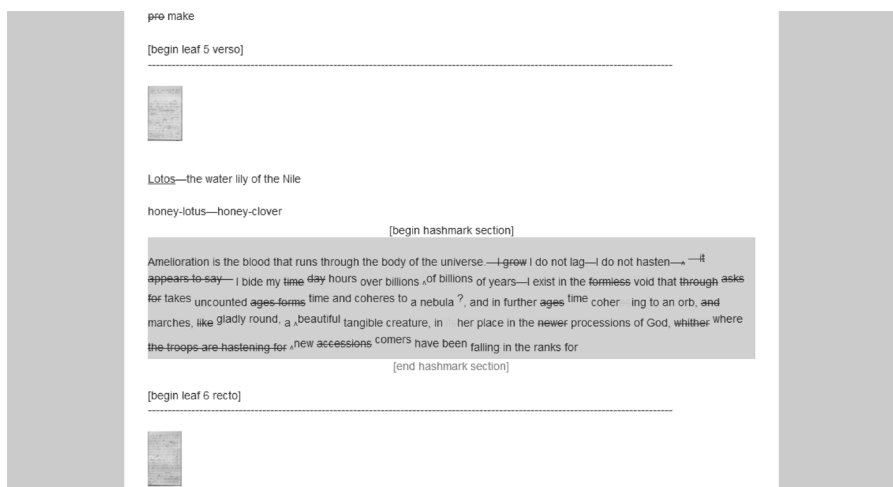 pro make
[begin leaf 5 verso]
Lotos—the water lily of the Nile
honey-lotus—honey-clover
[begin hashmark section]
Amelioration is the blood that runs through the body of the universe.—I grow I do not lag—I do not hasten—^ —it
appears to say— I bide my time day hours over billions ^of billions of years—I exist in the formless void that through asks
for takes uncounted ages forms time and coheres to a nebula ?, and in further ages time cohering to an orb, and
marches, like gladly round, a ^beautiful tangible creature, in her place in the newer processions of God, whither where
the troops are hastening for ^new accessions comers have been falling in the ranks for
[end hashmark section]
[begin leaf 6 recto]